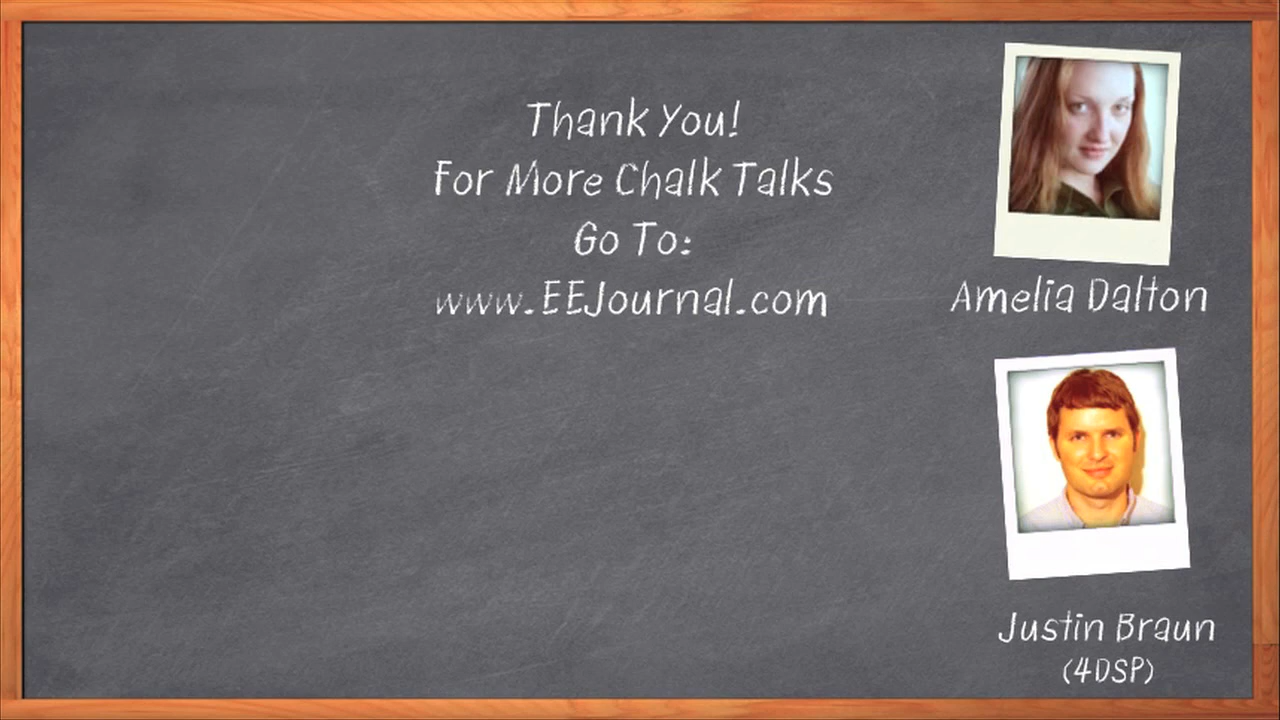 Thank You!
For More Chalk Talks
Go To:
www.EEJournal.com
Amelia Dalton
Justin Braun
(4DSP)